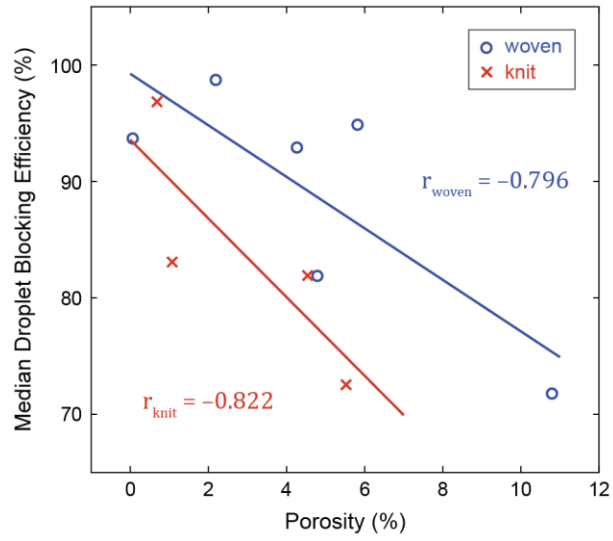 woven
knit
100
90
80
70
Median Droplet Blocking Efficiency (%)
r_woven = –0.796
r_knit = –0.822
0 2 4 6 8 10 12
Porosity (%)